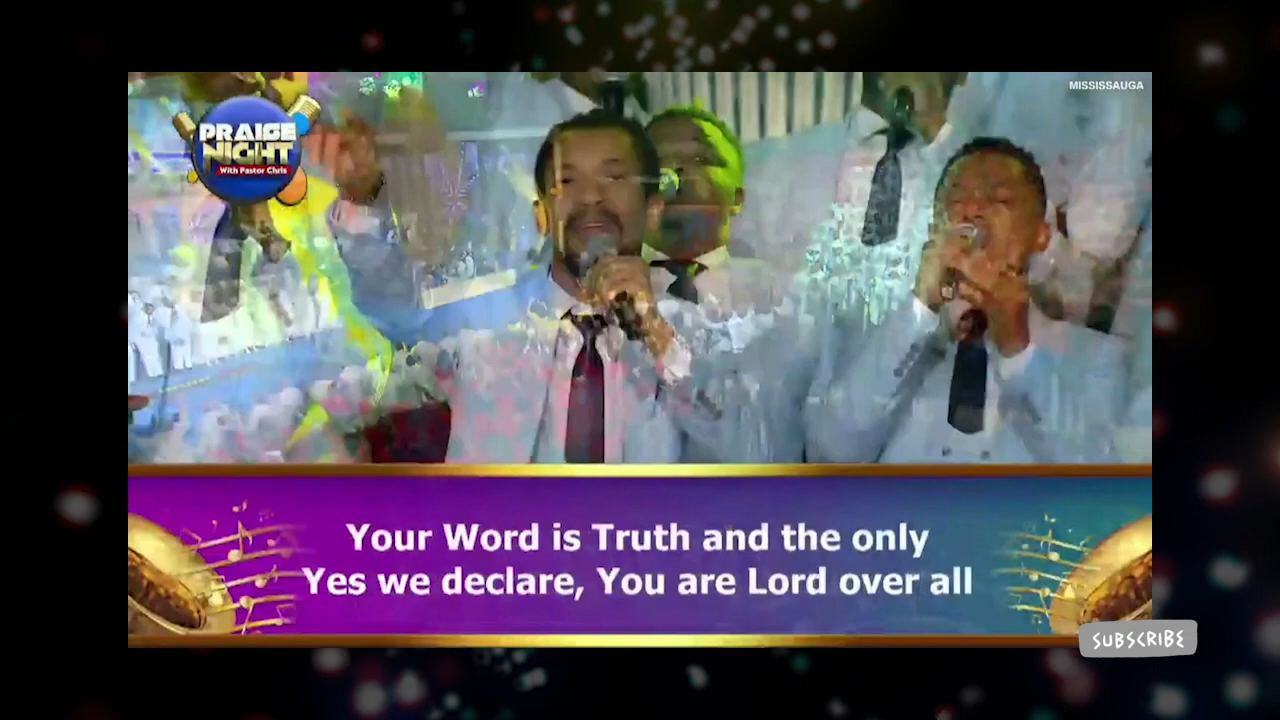 MISSISSAUGA
PRAISE
NIGHT
With Pastor Chris
Your Word is Truth and the only
Yes we declare, You are Lord over all
SUBSCRIBE